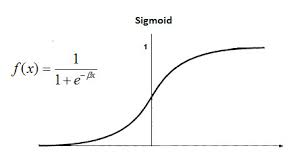 Sigmoid
1
f(x) = 1 / (1 + e^{-βx})